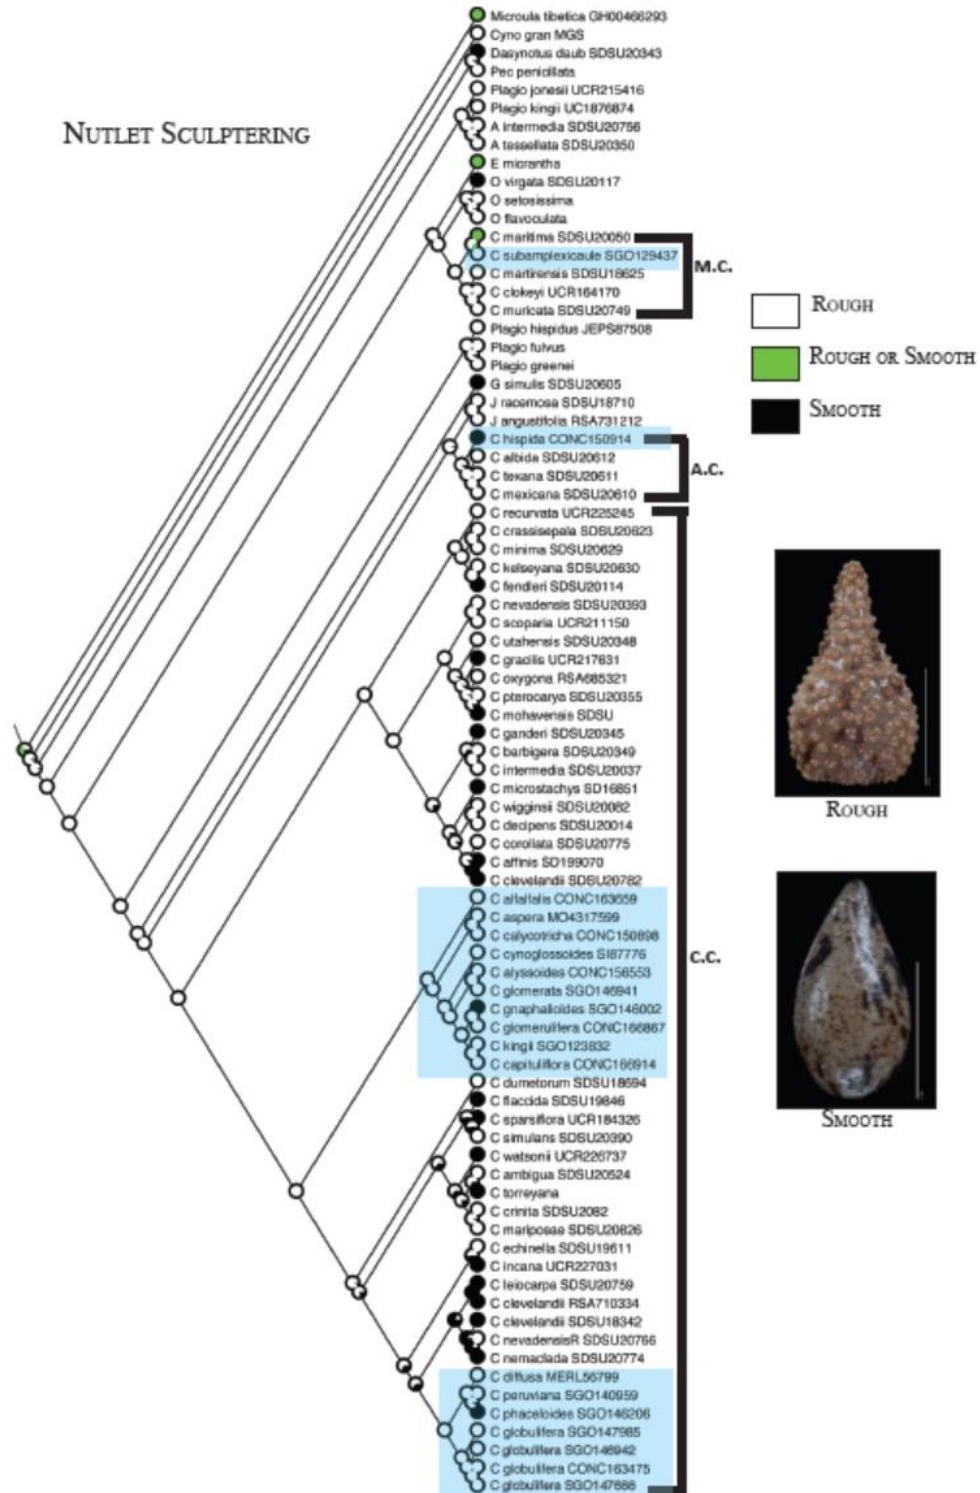 Microula tibetica GH00466293
Cyno gran MGS
Dasynotus daub SDSU20343
Pec penicillata
Plagio jonesii UCR215416
Plagio kingii UC1876874
NUTLET SCULPTERING
A intermedia SDSU20756
A tessellata SDSU20350
E micrantha
O virgata SDSU20117
O setosissima
O flavoculata
C maritima SDSU20050
C subamplexicaule SGO129437
M.C.
C martirensis SDSU18625
C clokeyi UCR164170
C muricata SDSU20749
ROUGH
Plagio hispidus JEPS87508
Plagio fulvus
ROUGH OR SMOOTH
Plagio greenei
G simulis SDSU20605
J racemosa SDSU18710
SMOOTH
J angustifolia RSA731212
C hispida CONC150914
C albida SDSU20612
A.C.
C texana SDSU20611
C mexicana SDSU20610
C recurvata UCR225245
C crassisepala SDSU20623
C minima SDSU20629
C kelseyana SDSU20630
C fendleri SDSU20114
C nevadensis SDSU20393
C scoparia UCR211150
C utahensis SDSU20348
C gracilis UCR217631
C oxygona RSA685321
C pterocarya SDSU20355
C mohavensis SDSU
C ganderi SDSU20345
C barbigera SDSU20349
C intermedia SDSU20037
C microstachys SD16851
C wigginsii SDSU20082
ROUGH
C decipens SDSU20014
C corollata SDSU20775
C affinis SD199070
C clevelandii SDSU20782
C alfalfalis CONC163659
C aspera MO4317599
C calycotricha CONC150898
C cynoglossoides SI87776
C.C.
C alyssoides CONC156553
C glomerata SGO146941
C gnaphalioides SGO146002
C glomerulifera CONC166867
C kingii SGO123832
C capituliflora CONC166914
C dumetorum SDSU18694
C flaccida SDSU19846
C sparsiflora UCR184326
SMOOTH
C simulans SDSU20390
C watsonii UCR226737
C ambigua SDSU20524
C torreyana
C crinita SDSU2082
C mariposae SDSU20826
C echinella SDSU19611
C incana UCR227031
C leiocarpa SDSU20759
C clevelandii RSA710334
C clevelandii SDSU18342
C nevadensisR SDSU20766
C nemaclada SDSU20774
C diffusa MERL56799
C peruviana SGO140959
C phaceloides SGO146206
C globulifera SGO147985
C globulifera SGO146942
C globulifera CONC163475
C globulifera SGO147688